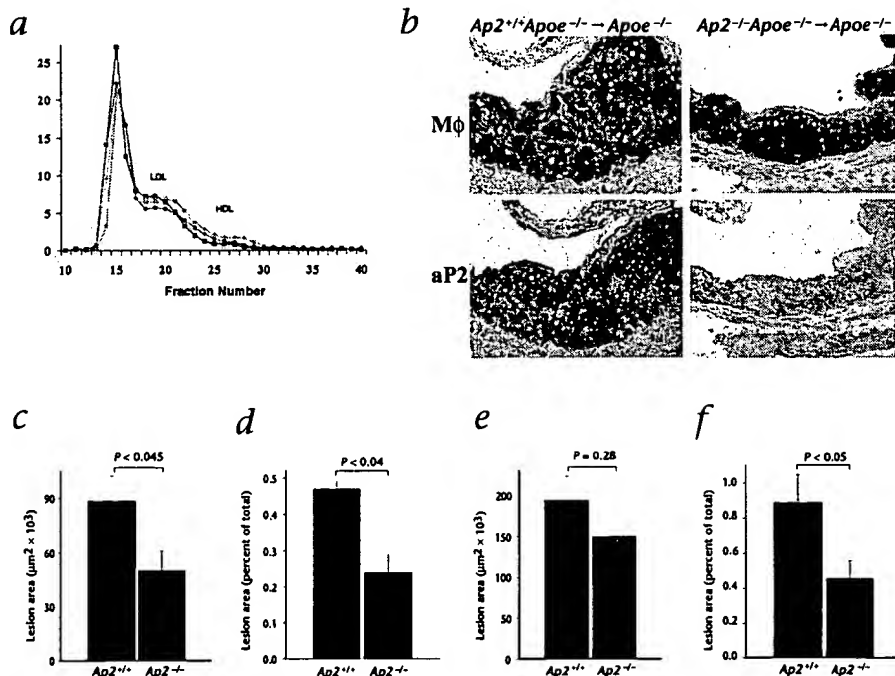 a
25
20
15
10
5
0
LDL
HDL
10 15 20 25 30 35 40
Fraction Number
b
Ap2+/+Apoe−/− → Apoe−/− Ap2−/−Apoe−/− → Apoe−/−
Mϕ
aP2
c
P < 0.045
90
60
30
0
Lesion area (µm² × 10³)
Ap2+/+ Ap2−/−
d
P < 0.04
0.5
0.4
0.3
0.2
0.1
0.0
Lesion area (percent of total)
Ap2+/+ Ap2−/−
e
P = 0.28
200
150
100
50
0
Lesion area (µm² × 10³)
Ap2+/+ Ap2−/−
f
P < 0.05
1.0
0.8
0.6
0.4
0.2
0.0
Lesion area (percent of total)
Ap2+/+ Ap2−/−